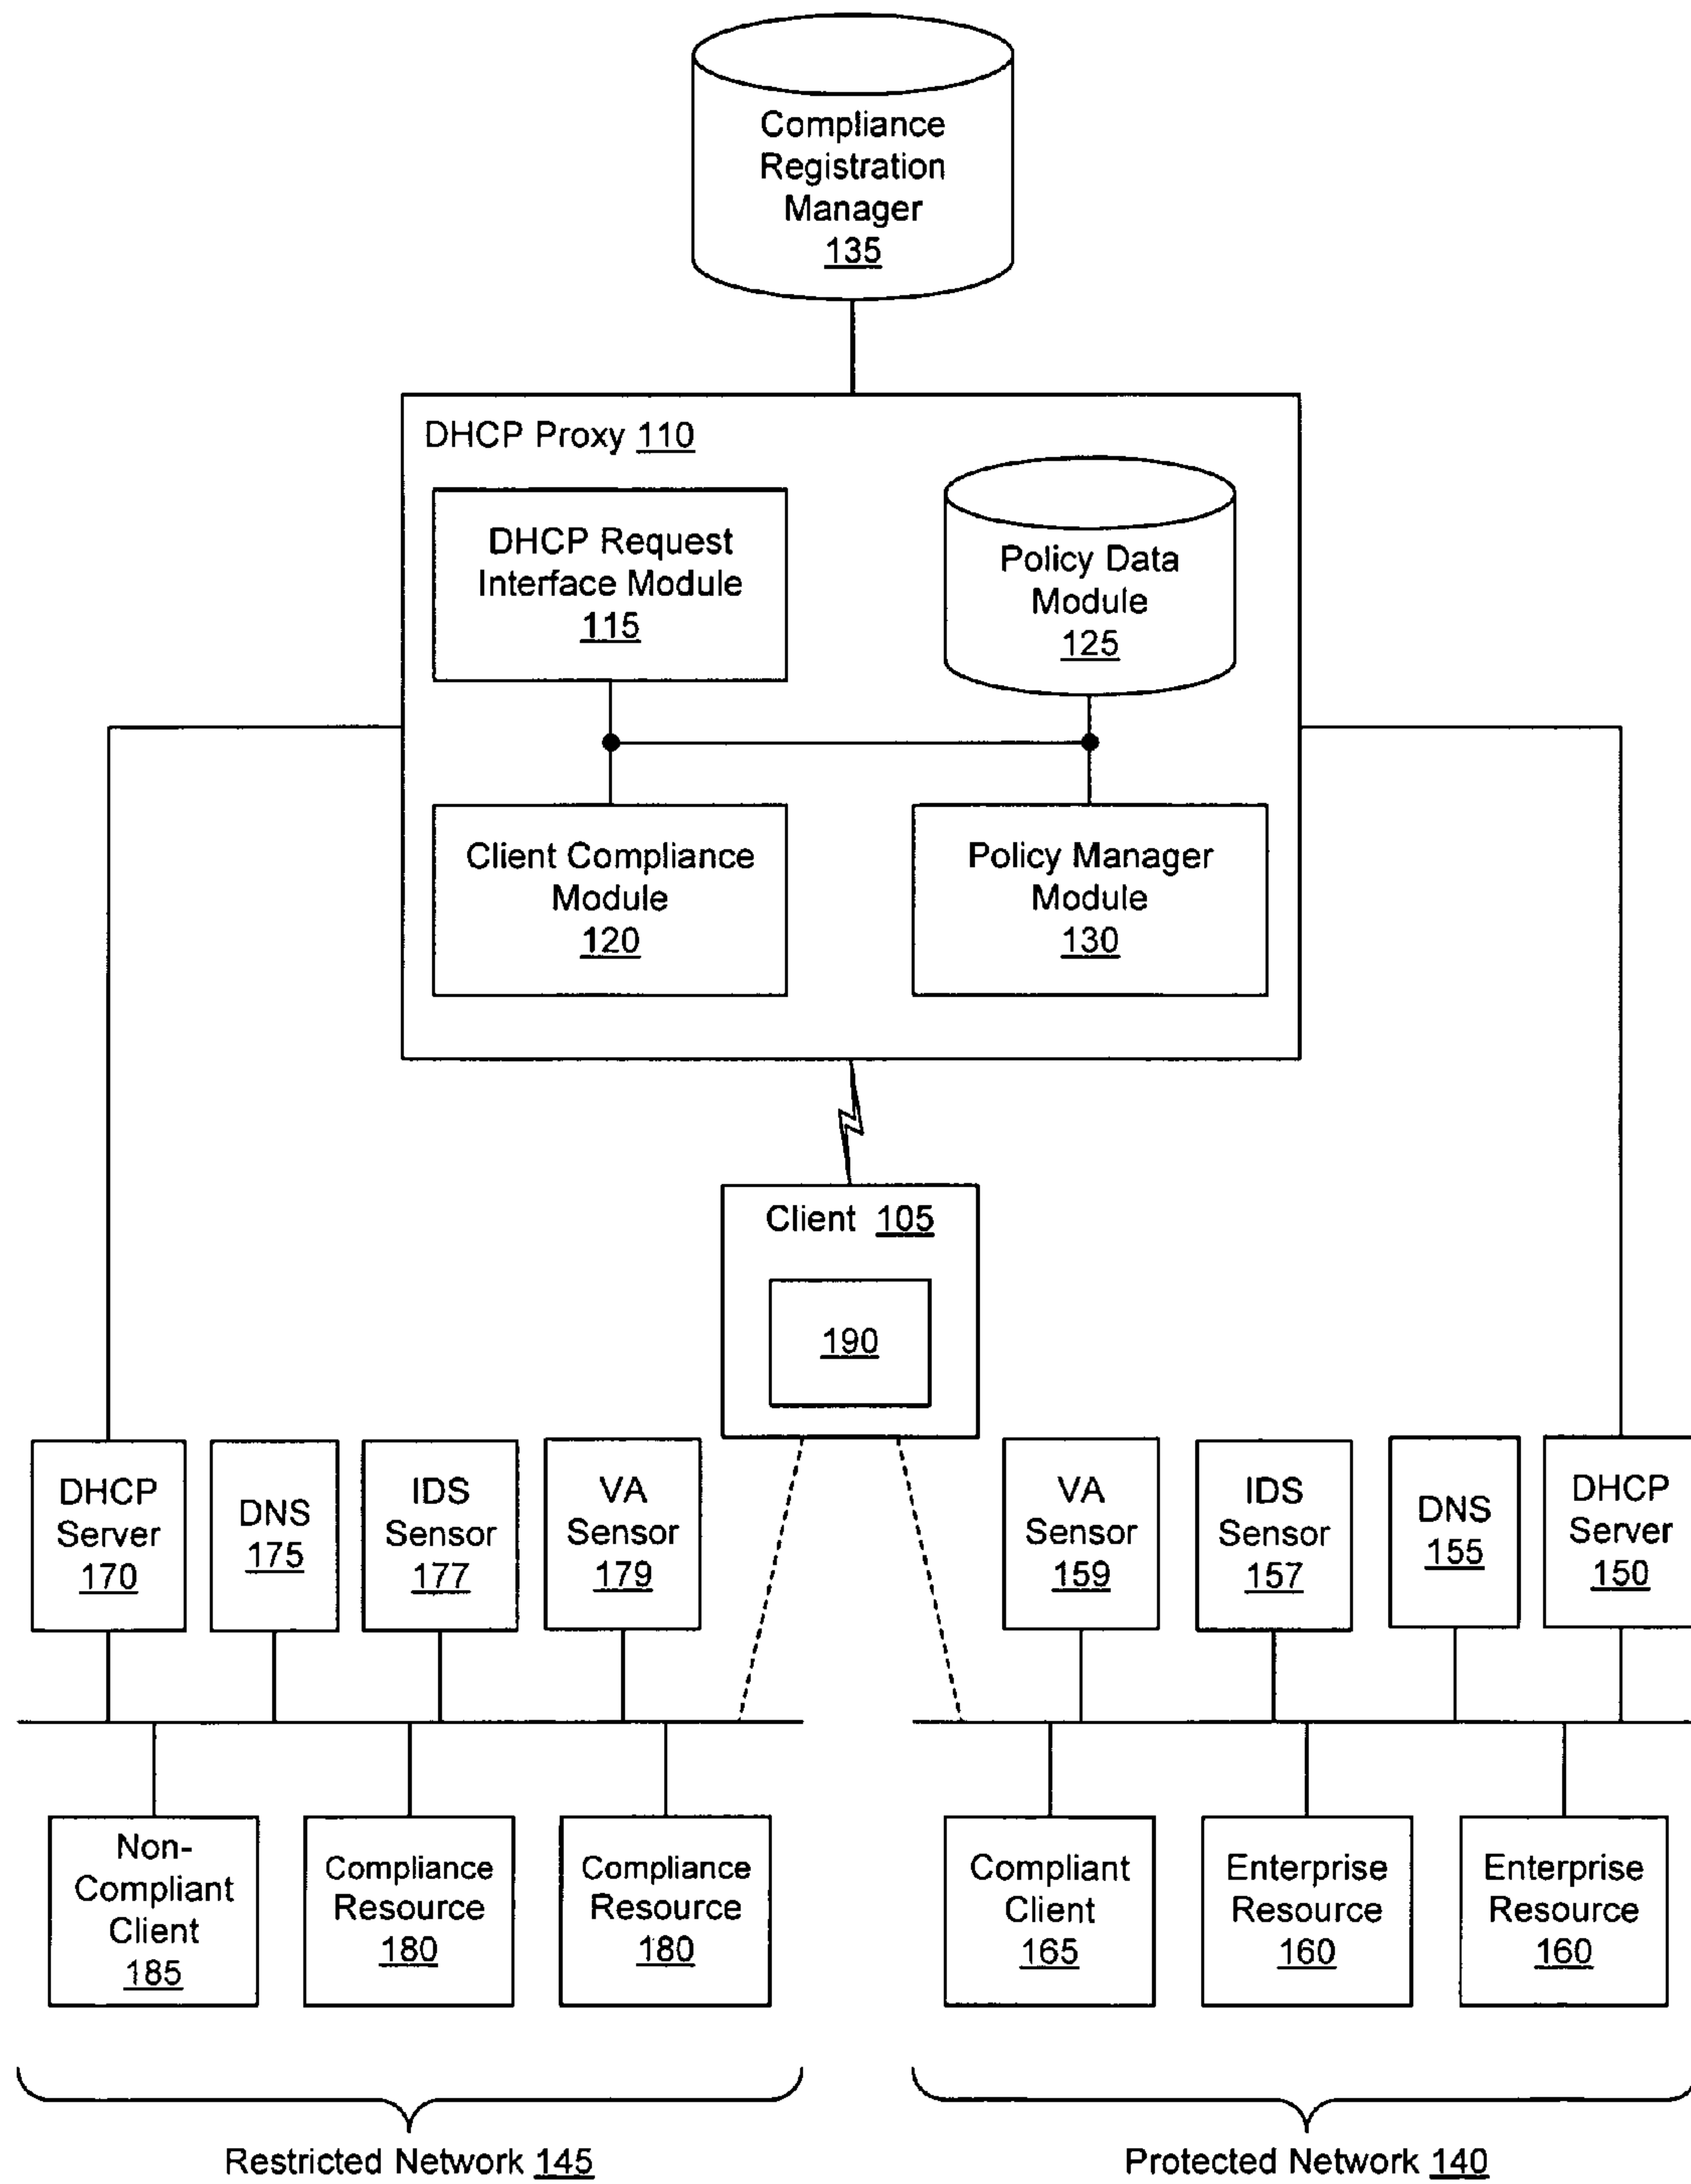 Compliance
Registration
Manager
135
DHCP Proxy 110
DHCP Request
Interface Module
115
Policy Data
Module
125
Client Compliance
Module
120
Policy Manager
Module
130
Client 105
190
DHCP
Server
170
DNS
175
IDS
Sensor
177
VA
Sensor
179
VA
Sensor
159
IDS
Sensor
157
DNS
155
DHCP
Server
150
Non-
Compliant
Client
185
Compliance
Resource
180
Compliance
Resource
180
Compliant
Client
165
Enterprise
Resource
160
Enterprise
Resource
160
Restricted Network 145
Protected Network 140